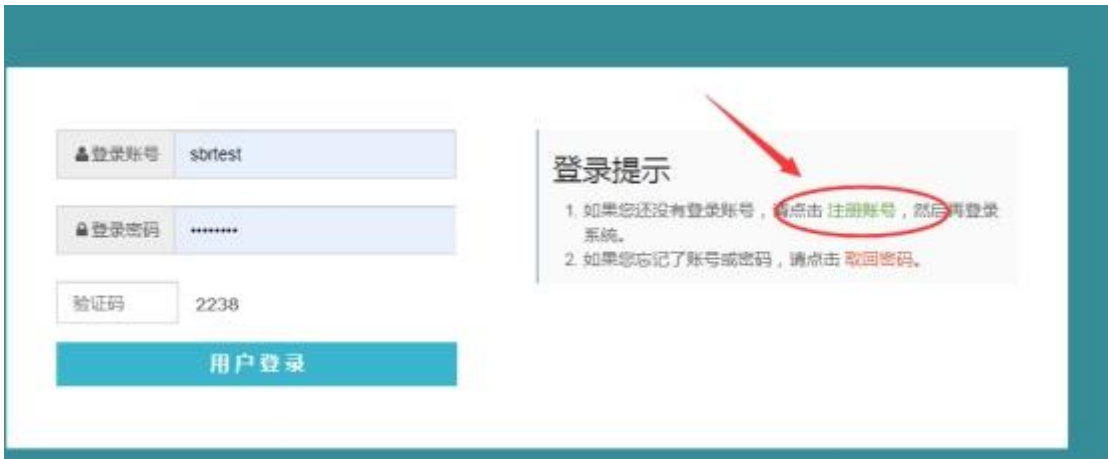 登录账号 sbrtest
登录密码 ••••••••
验证码 2238
用户登录
登录提示
1. 如果您还没有登录账号，请点击 注册账号，然后再登录
系统。
2. 如果您忘记了账号或密码，请点击 取回密码。